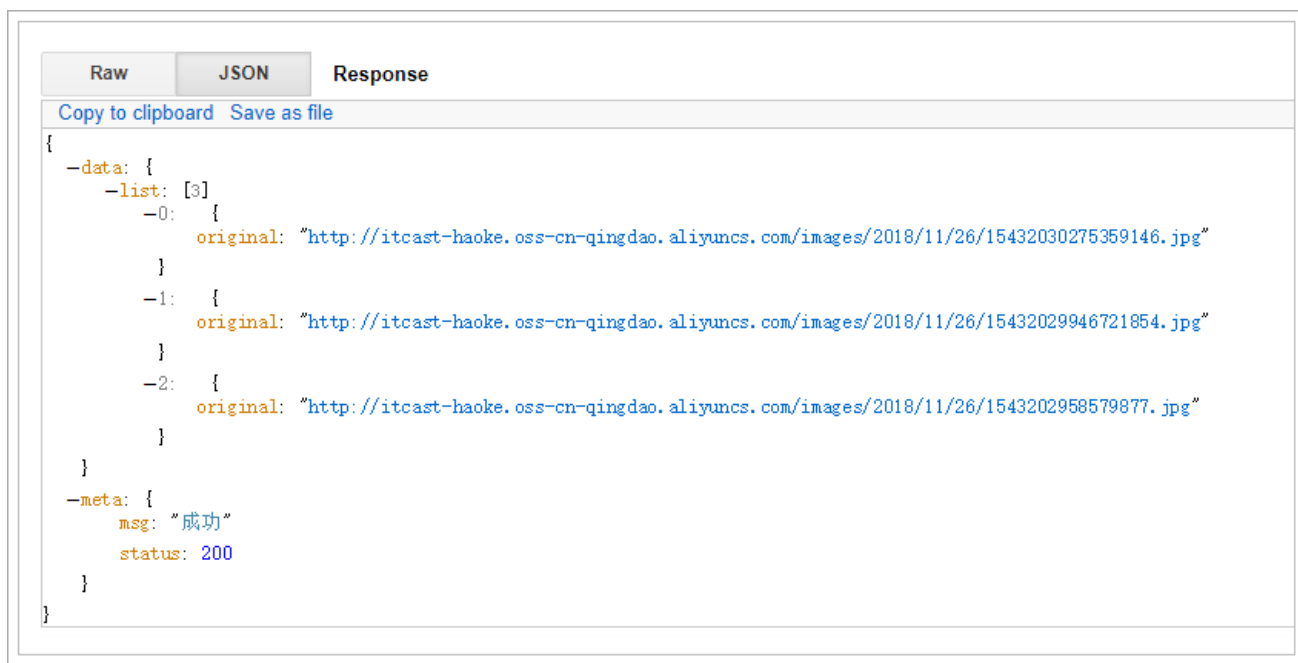 Raw JSON Response
Copy to clipboard Save as file
{
–data: {
–list: [3]
–0: {
original: "http://itcast-haoke.oss-cn-qingdao.aliyuncs.com/images/2018/11/26/15432030275359146.jpg"
}
–1: {
original: "http://itcast-haoke.oss-cn-qingdao.aliyuncs.com/images/2018/11/26/15432029946721854.jpg"
}
–2: {
original: "http://itcast-haoke.oss-cn-qingdao.aliyuncs.com/images/2018/11/26/1543202958579877.jpg"
}
}
–meta: {
msg: "成功"
status: 200
}
}